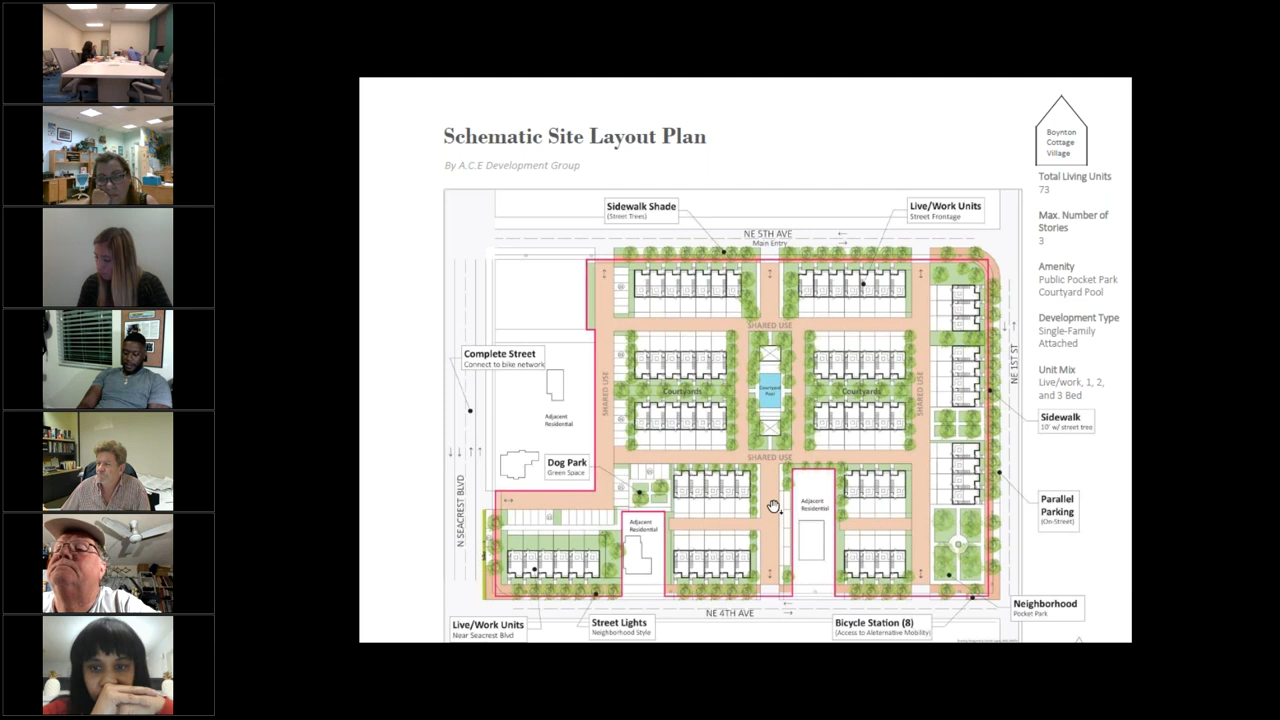 Schematic Site Layout Plan
By A.C.E Development Group
Boynton
Cottage
Village
Total Living Units
73
Max. Number of
Stories
3
Amenity
Public Pocket Park
Courtyard Pool
Development Type
Single-Family
Attached
Unit Mix
Live/work, 1, 2,
and 3 Bed
Sidewalk Shade
(Street Trees)
Live/Work Units
Street Frontage
NE 5TH AVE
Main Entry
SHARED USE
Complete Street
Connect to bike network
SHARED USE
Courtyards
Courtyard
Pool
Courtyards
SHARED USE
NE 1ST ST
Adjacent
Residential
Sidewalk
10' w/ street tree
SHARED USE
Dog Park
Green Space
N SEACREST BLVD
Adjacent
Residential
Adjacent
Residential
Parallel
Parking
(On-Street)
NE 4TH AVE
Neighborhood
Pocket Park
Live/Work Units
Near Seacrest Blvd
Street Lights
Neighborhood Style
Bicycle Station (8)
(Access to Aleternative Mobility)